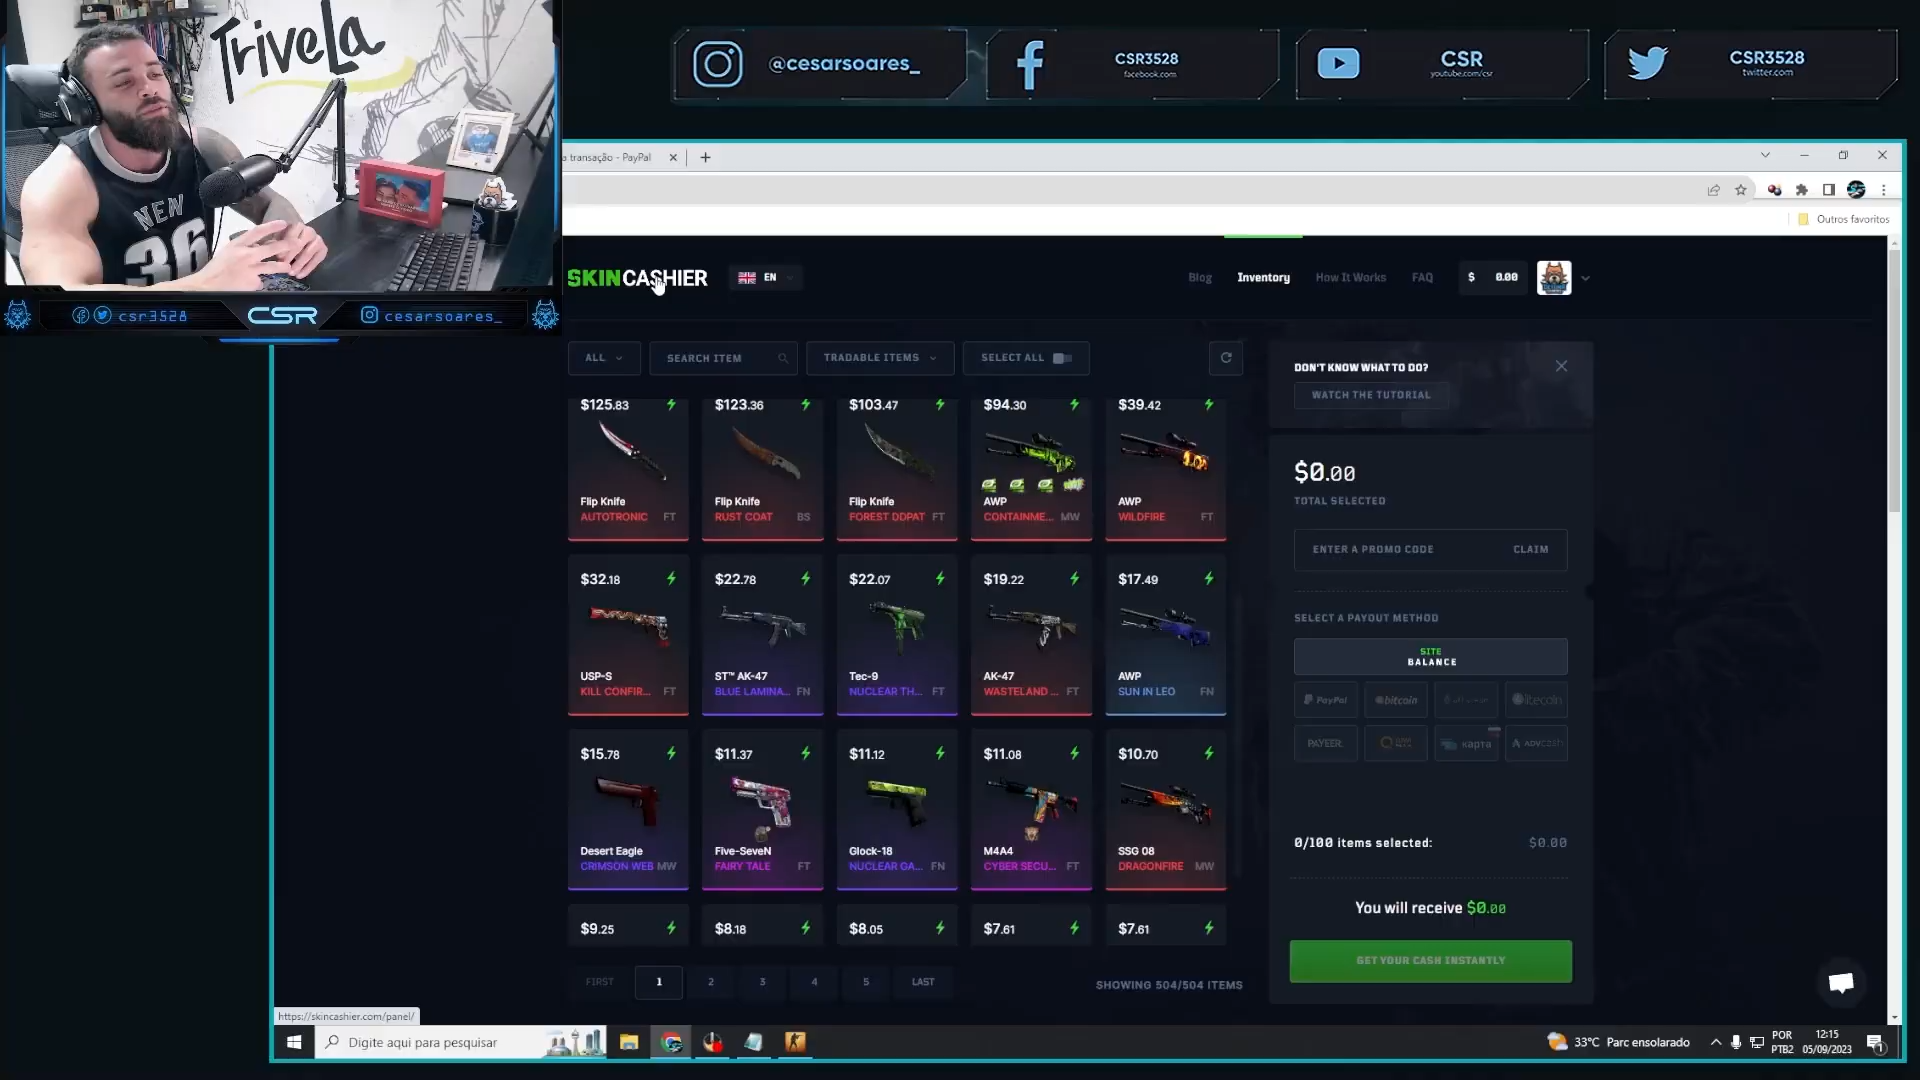 TriveLa
NEW
36
csr3528
CSR
cesarsoares_
@cesarsoares_
CSR3528
facebook.com
CSR
youtube.com/csr
CSR3528
twitter.com
a transação - PayPal
Outros favoritos
SKINCASHIER
EN
Blog
Inventory
How It Works
FAQ
$ 0.00
ALL
SEARCH ITEM
TRADABLE ITEMS
SELECT ALL
$125.83
Flip Knife
AUTOTRONIC FT
$123.36
Flip Knife
RUST COAT BS
$103.47
Flip Knife
FOREST DDPAT FT
$94.30
AWP
CONTAINME... MW
$39.42
AWP
WILDFIRE FT
$32.18
USP-S
KILL CONFIR... FT
$22.78
ST™ AK-47
BLUE LAMINA... FN
$22.07
Tec-9
NUCLEAR TH... FT
$19.22
AK-47
WASTELAND ... FT
$17.49
AWP
SUN IN LEO FN
$15.78
Desert Eagle
CRIMSON WEB MW
$11.37
Five-SeveN
FAIRY TALE FT
$11.12
Glock-18
NUCLEAR GA... FN
$11.08
M4A4
CYBER SECU... FT
$10.70
SSG 08
DRAGONFIRE MW
$9.25
$8.18
$8.05
$7.61
$7.61
FIRST
1
2
3
4
5
LAST
SHOWING 504/504 ITEMS
DON'T KNOW WHAT TO DO?
WATCH THE TUTORIAL
$0.00
TOTAL SELECTED
ENTER A PROMO CODE
CLAIM
SELECT A PAYOUT METHOD
SITE
BALANCE
PayPal
bitcoin
litecoin
PAYEER
карта
ADVCASH
0/100 items selected: $0.00
You will receive $0.00
GET YOUR CASH INSTANTLY
https://skincashier.com/panel/
Digite aqui para pesquisar
33°C Parc ensolarado
POR
PTB2
12:15
05/09/2023
1